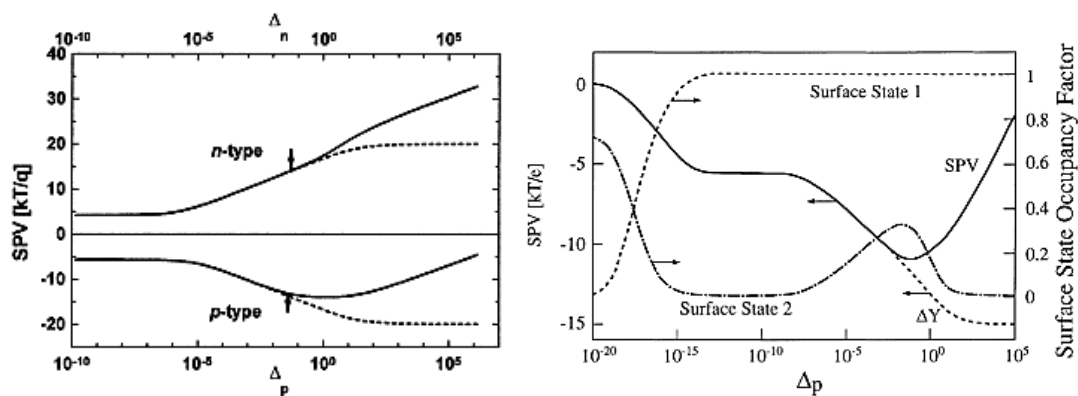 Δn
10^-10 10^-5 10^0 10^5
40
30
20
10
0
-10
-20
SPV [kT/q]
n-type
p-type
10^-10 10^-5 10^0 10^5
Δp
0
-5
-10
-15
SPV [kT/e]
Surface State 1
SPV
Surface State 2
ΔY
1
0.8
0.6
0.4
0.2
0
Surface State Occupancy Factor
10^-20 10^-15 10^-10 10^-5 10^0 10^5
Δp